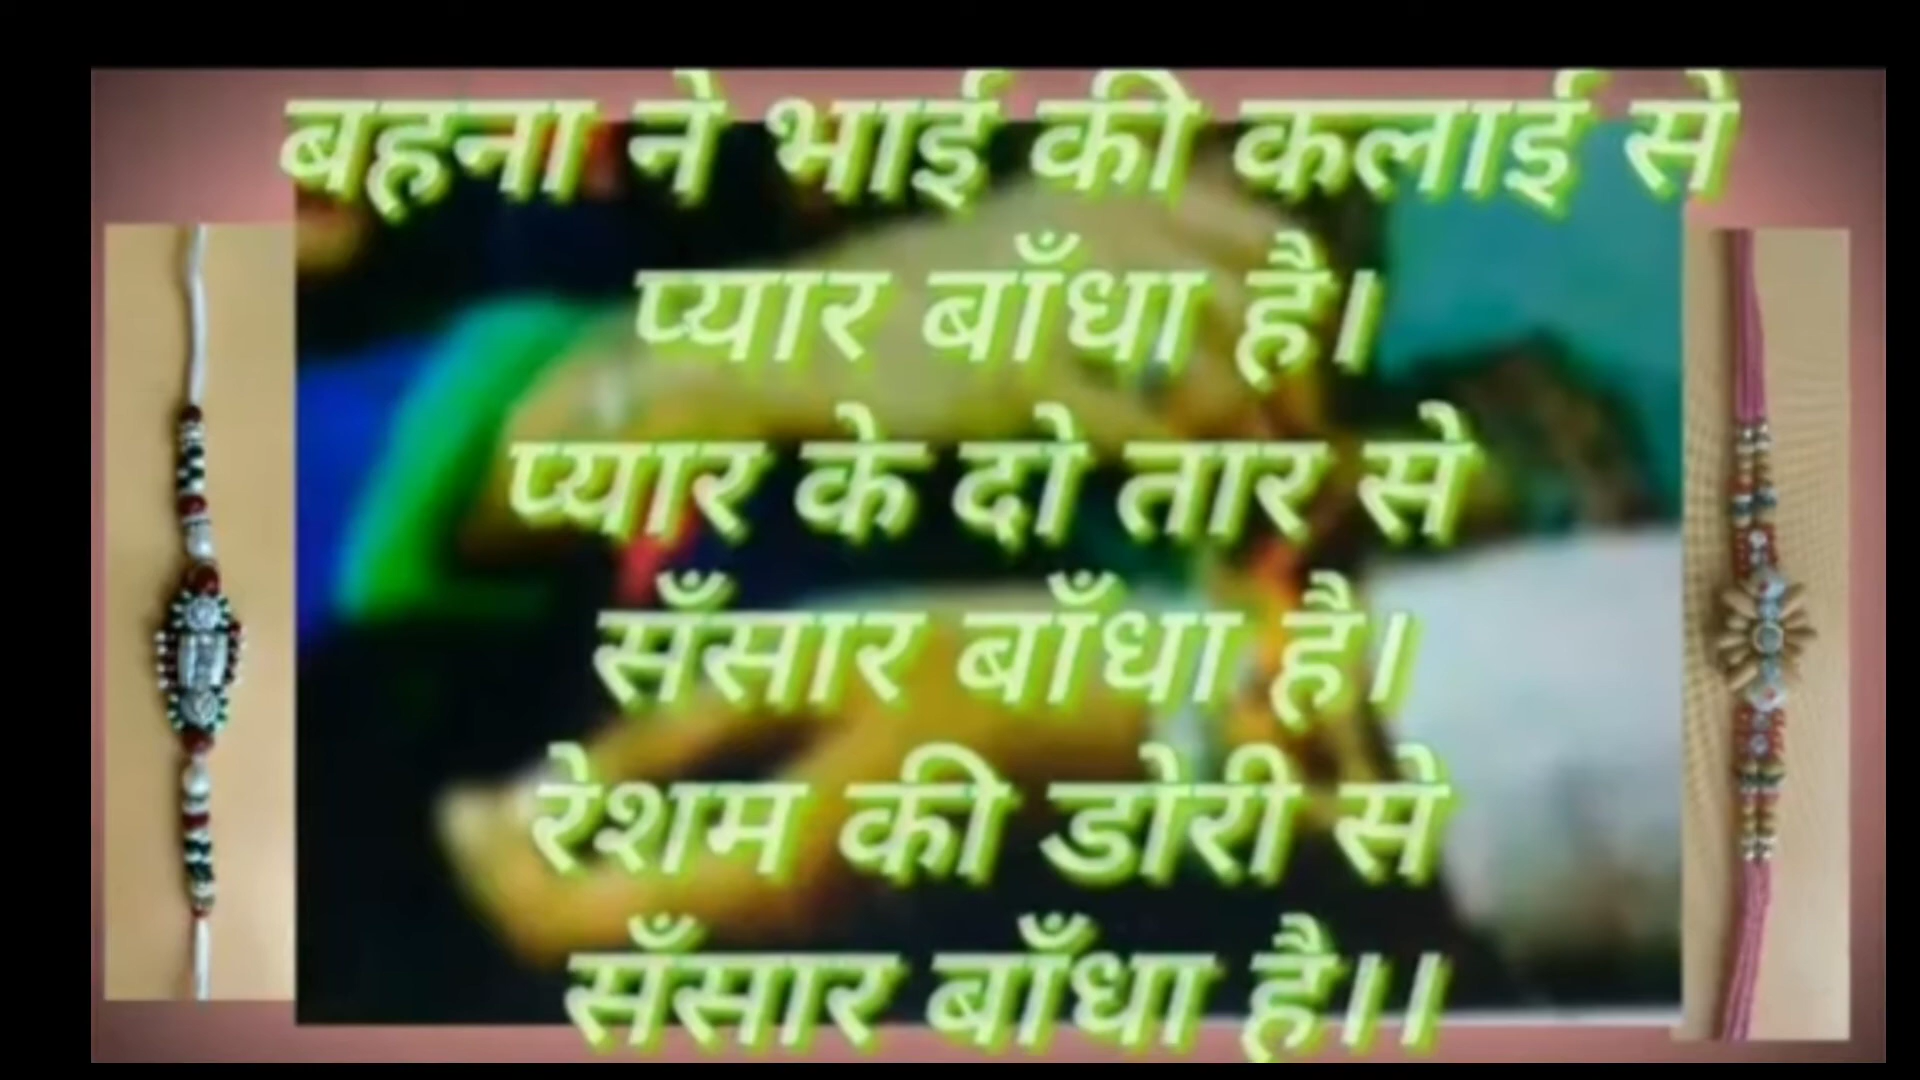 बहना ने भाई की कलाई से
प्यार बाँधा है।
प्यार के दो तार से
सँसार बाँधा है।
रेशम की डोरी से
सँसार बाँधा है।।